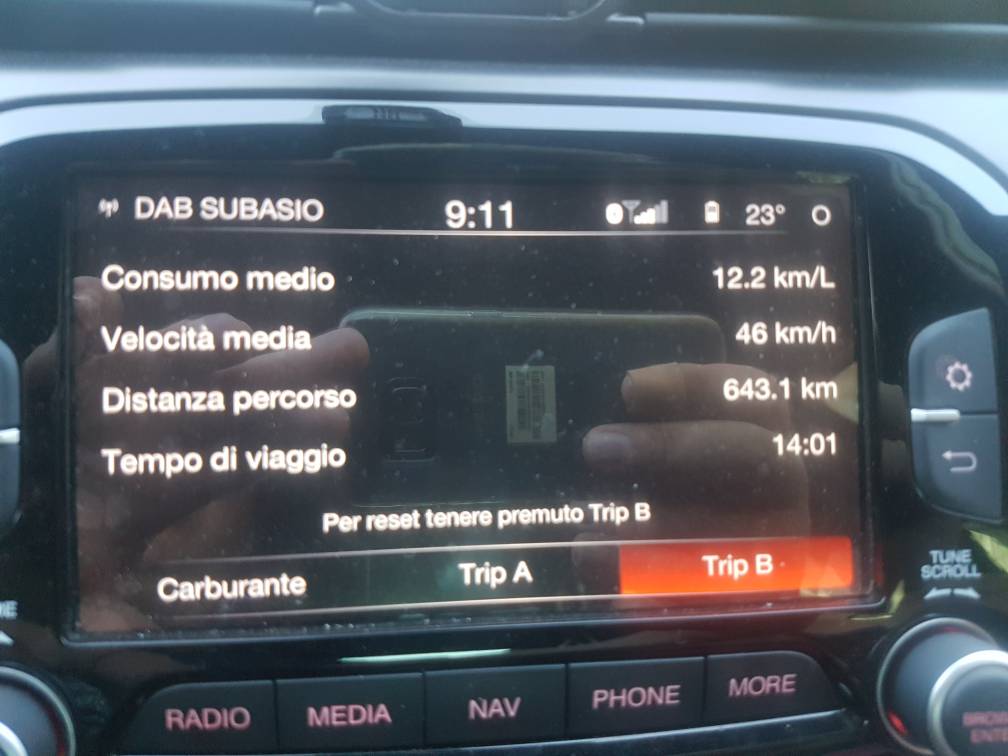 DAB SUBASIO 9:11 23°
Consumo medio 12.2 km/L
Velocità media 46 km/h
Distanza percorso 643.1 km
Tempo di viaggio 14:01
Per reset tenere premuto Trip B
Carburante Trip A Trip B
TUNE
SCROLL
RADIO MEDIA NAV PHONE MORE